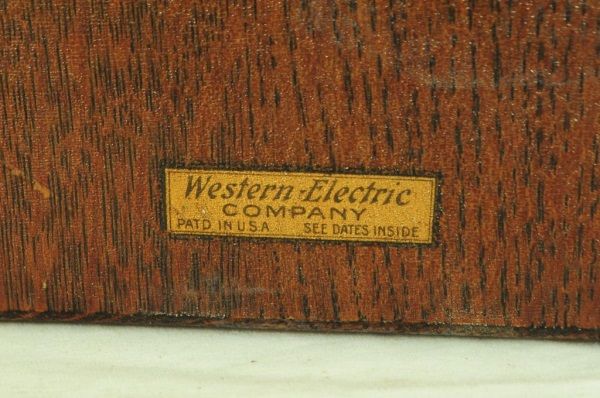 Western-Electric
COMPANY
PATD IN U.S.A. SEE DATES INSIDE